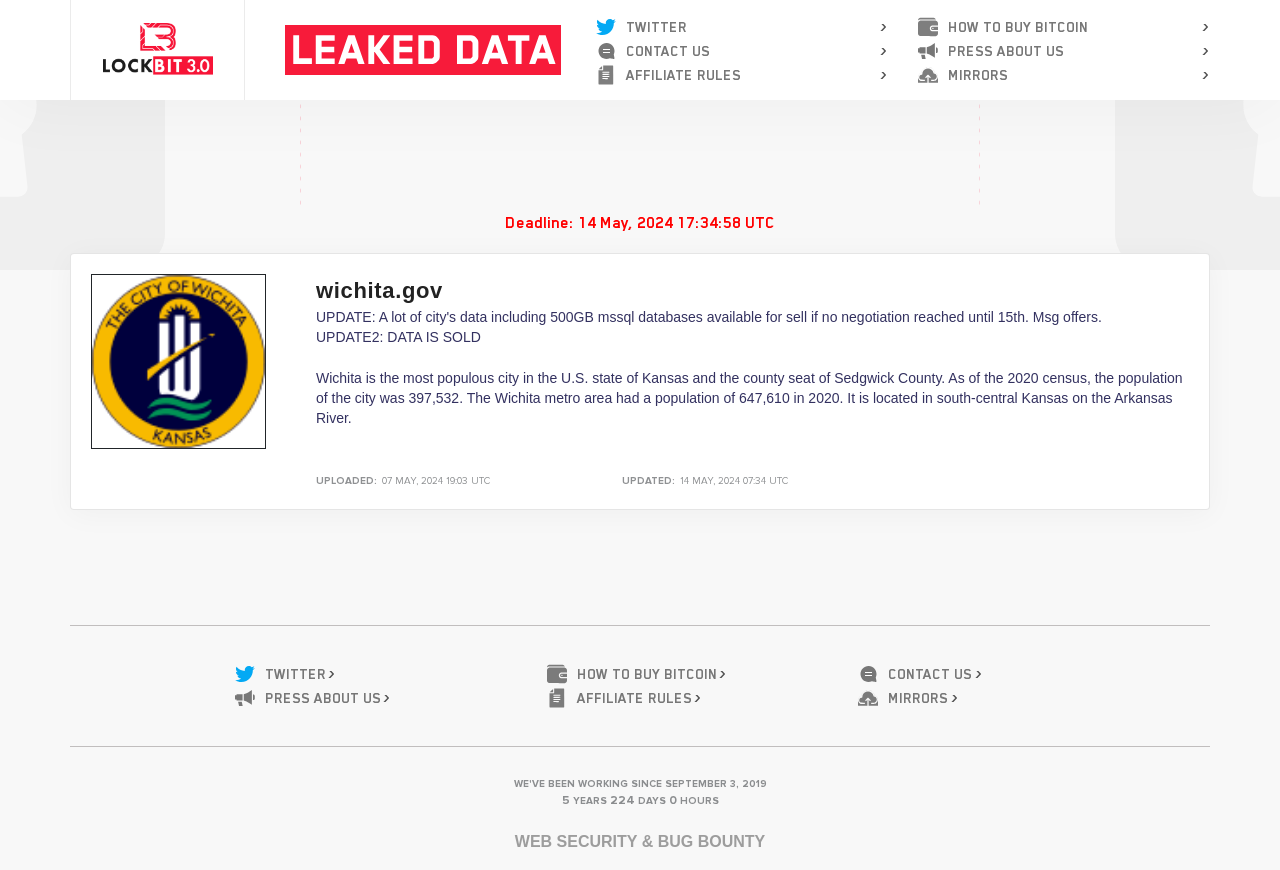 LOCKBIT 3.0
LEAKED DATA
TWITTER >
CONTACT US >
AFFILIATE RULES >
HOW TO BUY BITCOIN >
PRESS ABOUT US >
MIRRORS >
Deadline: 14 May, 2024 17:34:58 UTC
THE CITY OF WICHITA
KANSAS
wichita.gov
UPDATE: A lot of city's data including 500GB mssql databases available for sell if no negotiation reached until 15th. Msg offers.
UPDATE2: DATA IS SOLD
Wichita is the most populous city in the U.S. state of Kansas and the county seat of Sedgwick County. As of the 2020 census, the population
of the city was 397,532. The Wichita metro area had a population of 647,610 in 2020. It is located in south-central Kansas on the Arkansas
River.
UPLOADED: 07 MAY, 2024 19:03 UTC
UPDATED: 14 MAY, 2024 07:34 UTC
TWITTER >
PRESS ABOUT US >
HOW TO BUY BITCOIN >
AFFILIATE RULES >
CONTACT US >
MIRRORS >
WE'VE BEEN WORKING SINCE SEPTEMBER 3, 2019
5 YEARS 224 DAYS 0 HOURS
WEB SECURITY & BUG BOUNTY